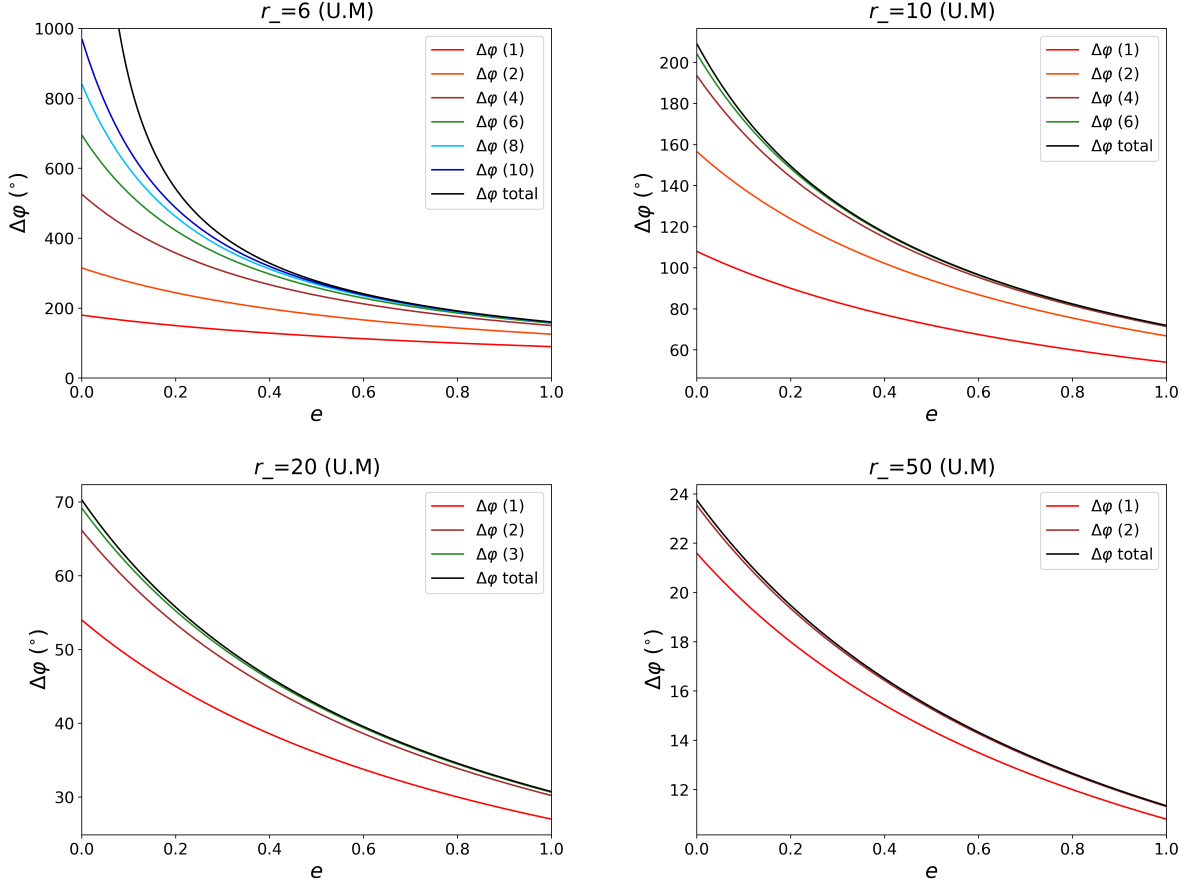 r_=6 (U.M)
1000
800
600
400
200
0
Δφ (°)
0.0 0.2 0.4 0.6 0.8 1.0
e
Δφ (1)
Δφ (2)
Δφ (4)
Δφ (6)
Δφ (8)
Δφ (10)
Δφ total
r_=10 (U.M)
200
180
160
140
120
100
80
60
Δφ (°)
0.0 0.2 0.4 0.6 0.8 1.0
e
Δφ (1)
Δφ (2)
Δφ (4)
Δφ (6)
Δφ total
r_=20 (U.M)
70
60
50
40
30
Δφ (°)
0.0 0.2 0.4 0.6 0.8 1.0
e
Δφ (1)
Δφ (2)
Δφ (3)
Δφ total
r_=50 (U.M)
24
22
20
18
16
14
12
Δφ (°)
0.0 0.2 0.4 0.6 0.8 1.0
e
Δφ (1)
Δφ (2)
Δφ total